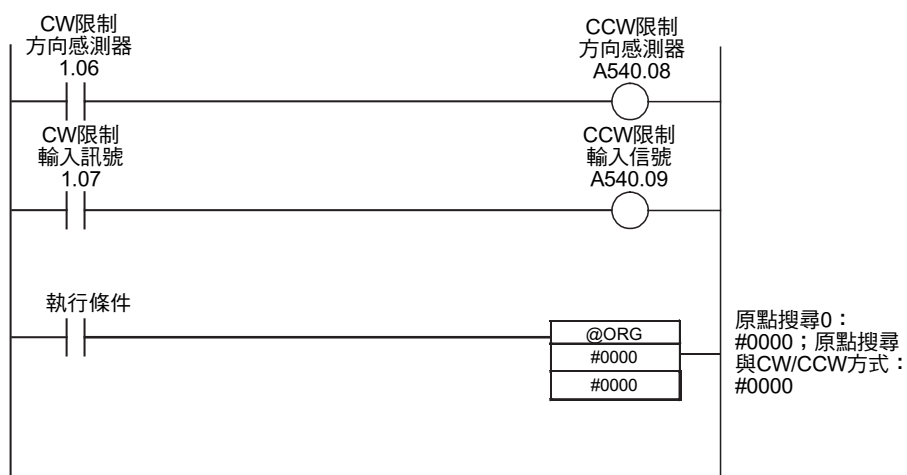 CW限制
方向感測器
1.06
CCW限制
方向感測器
A540.08
CW限制
輸入訊號
1.07
CCW限制
輸入信號
A540.09
執行條件
@ORG
#0000
#0000
原點搜尋0：
#0000；原點搜尋
與CW/CCW方式：
#0000